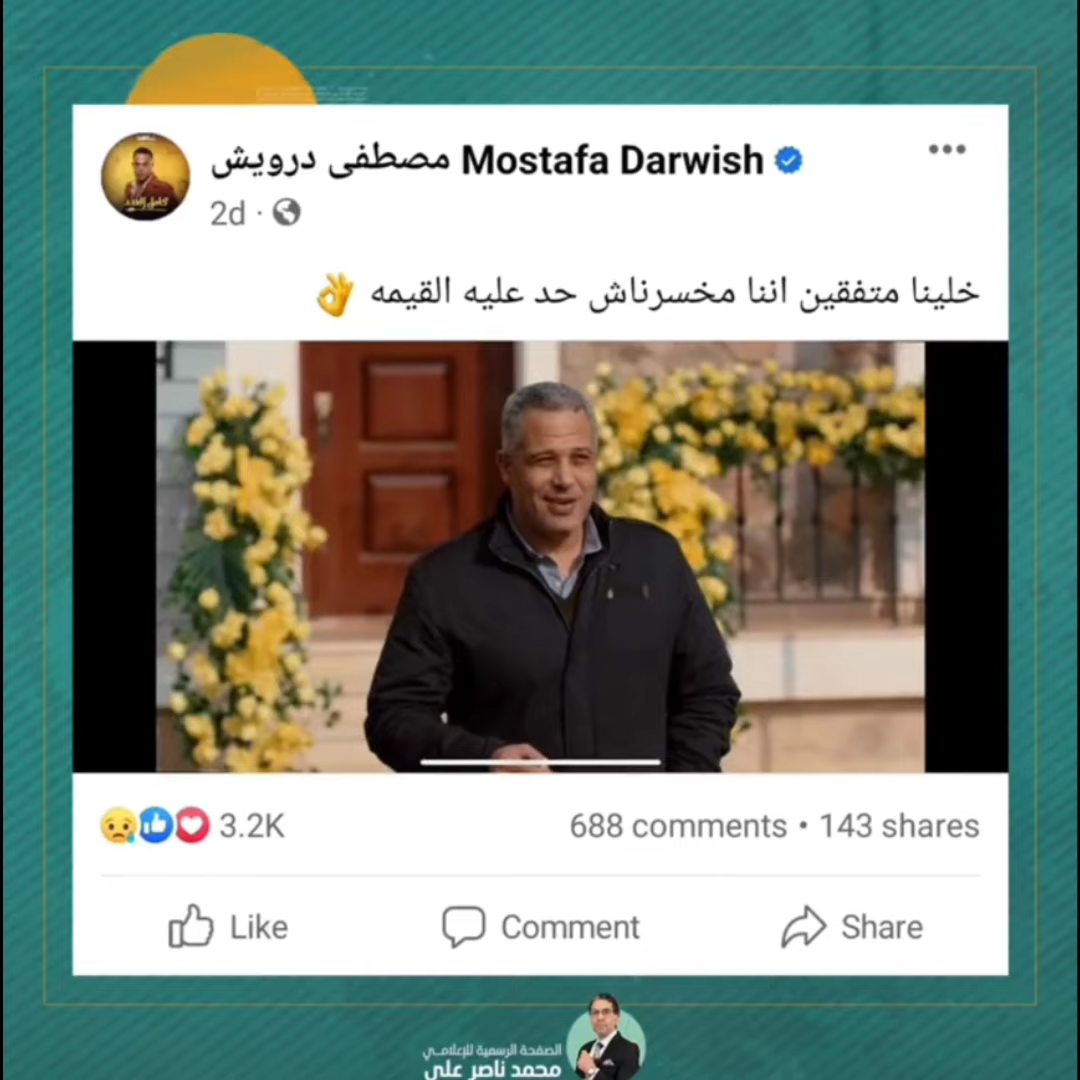 مصطفى درويش Mostafa Darwish
2d ·
خلينا متفقين اننا مخسرناش حد عليه القيمه 👌
3.2K
688 comments • 143 shares
Like
Comment
Share
الصفحة الرسمية للإعلامي
محمد ناصر علي